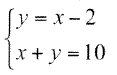 y = x - 2
x + y = 10